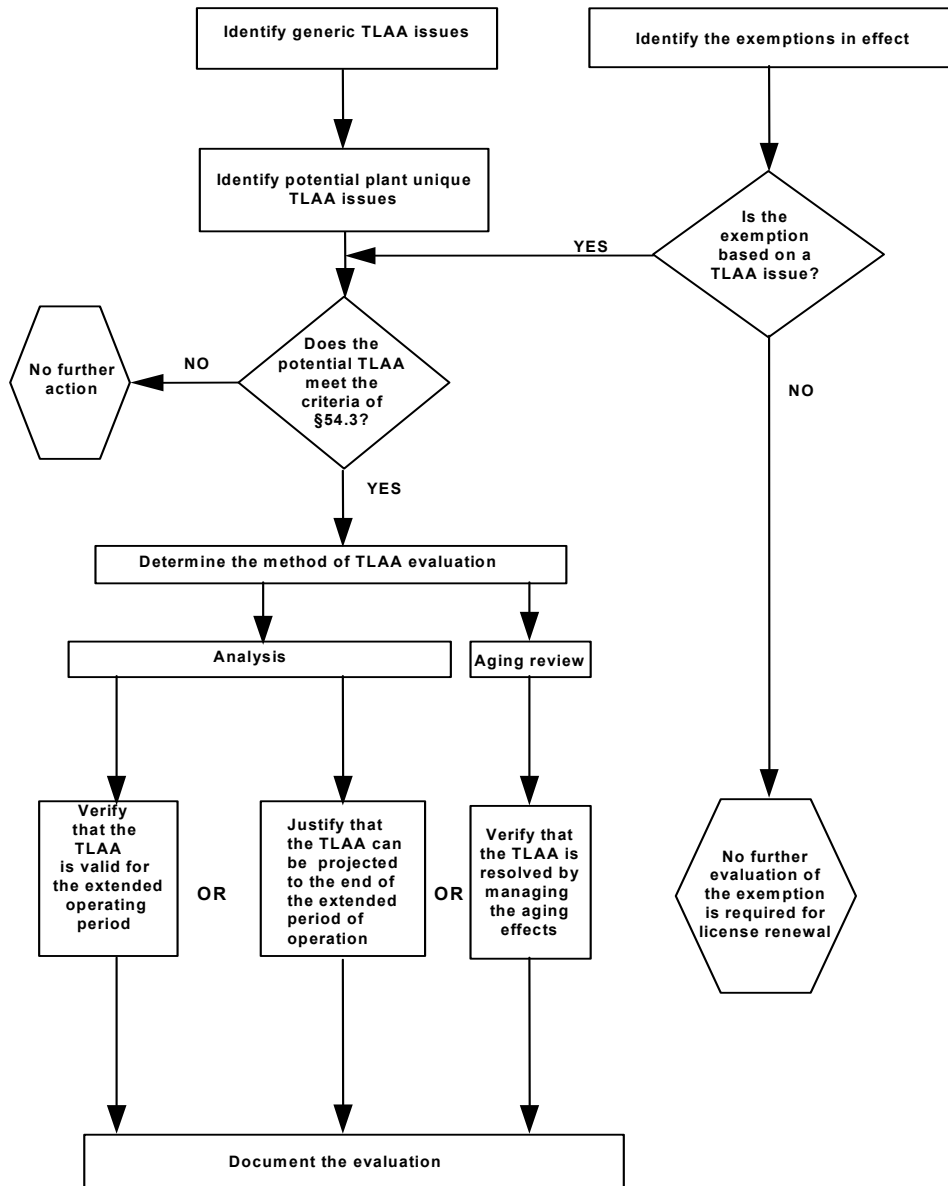 Identify generic TLAA issues
Identify the exemptions in effect
Identify potential plant unique
TLAA issues
Is the
exemption
based on a
TLAA issue?
YES
Does the
potential TLAA
meet the
criteria of
§54.3?
NO
No further
action
NO
YES
Determine the method of TLAA evaluation
Analysis
Aging review
Verify
that the
TLAA
is valid for
the extended
operating
period
OR
Justify that
the TLAA can
be projected
to the end of
the extended
period of
operation
OR
Verify that
the TLAA is
resolved by
managing
the aging
effects
No further
evaluation of
the exemption
is required for
license renewal
Document the evaluation